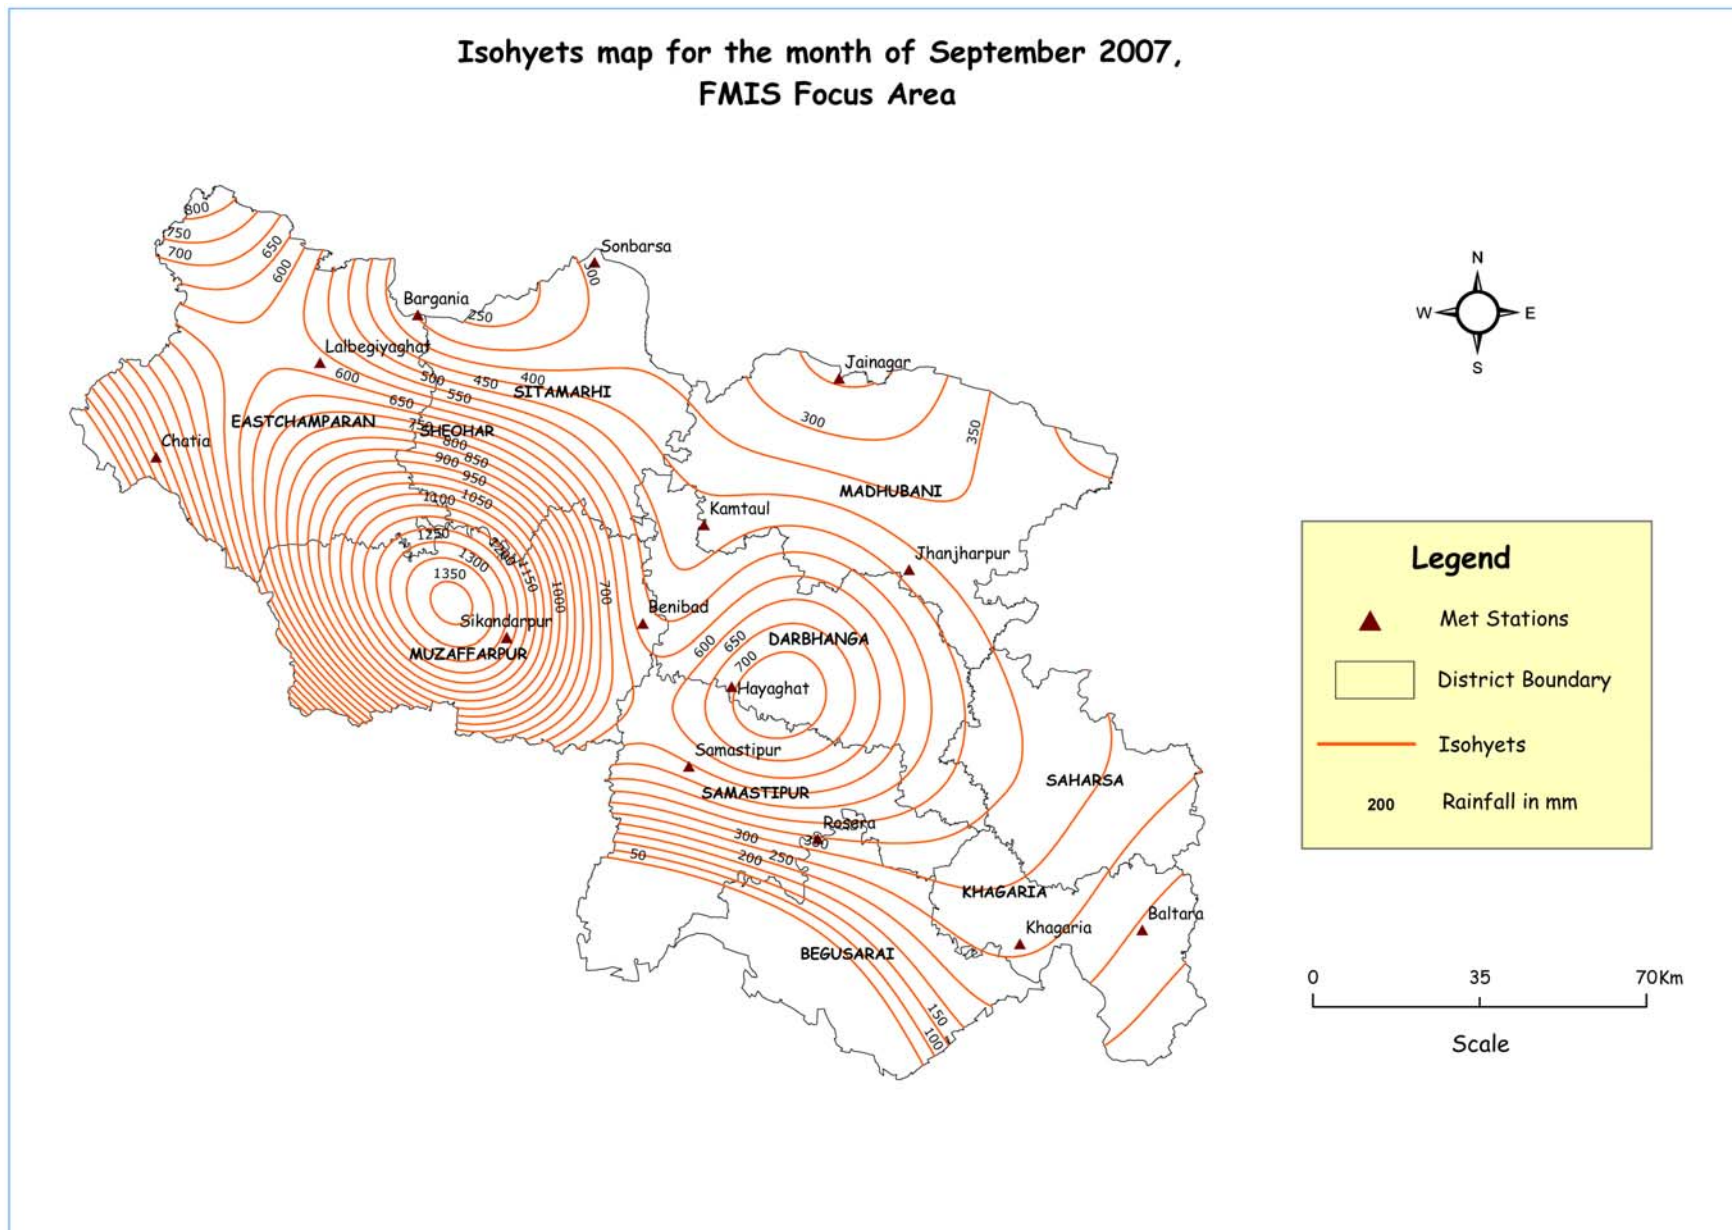 Isohyets map for the month of September 2007,
FMIS Focus Area
800
750
700
650
600
Sonbarsa
300
Bargania
250
Lalbegiyaghat
600
500
450
400
550
SITAMARHI
650
EASTCHAMPARAN
750
SHEOHAR
800
Chatia
900
850
950
1100
1050
1250
1200
1300
1150
1350
1000
700
Sikandarpur
MUZAFFARPUR
Jainagar
300
350
MADHUBANI
Kamtaul
Jhanjharpur
Benibad
600
650
DARBHANGA
700
Hayaghat
Samastipur
SAMASTIPUR
SAHARSA
Rosera
300
50
200
250
KHAGARIA
Khagaria
Baltara
BEGUSARAI
150
100
N
W
E
S
Legend
Met Stations
District Boundary
Isohyets
200
Rainfall in mm
0
35
70Km
Scale